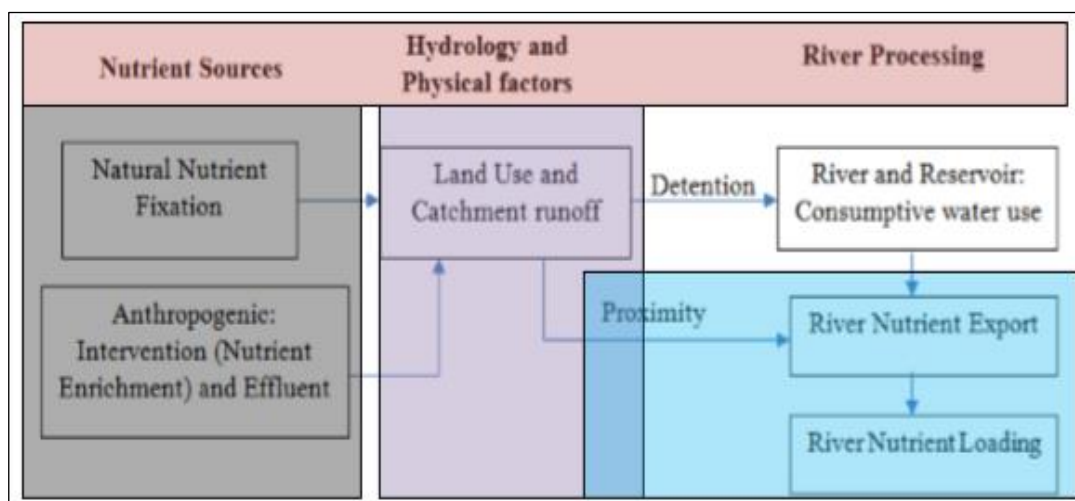 Nutrient Sources
Hydrology and
Physical factors
River Processing
Natural Nutrient
Fixation
Land Use and
Catchment runoff
Detention
River and Reservoir:
Consumptive water use
Anthropogenic:
Intervention (Nutrient
Enrichment) and Effluent
Proximity
River Nutrient Export
River Nutrient Loading